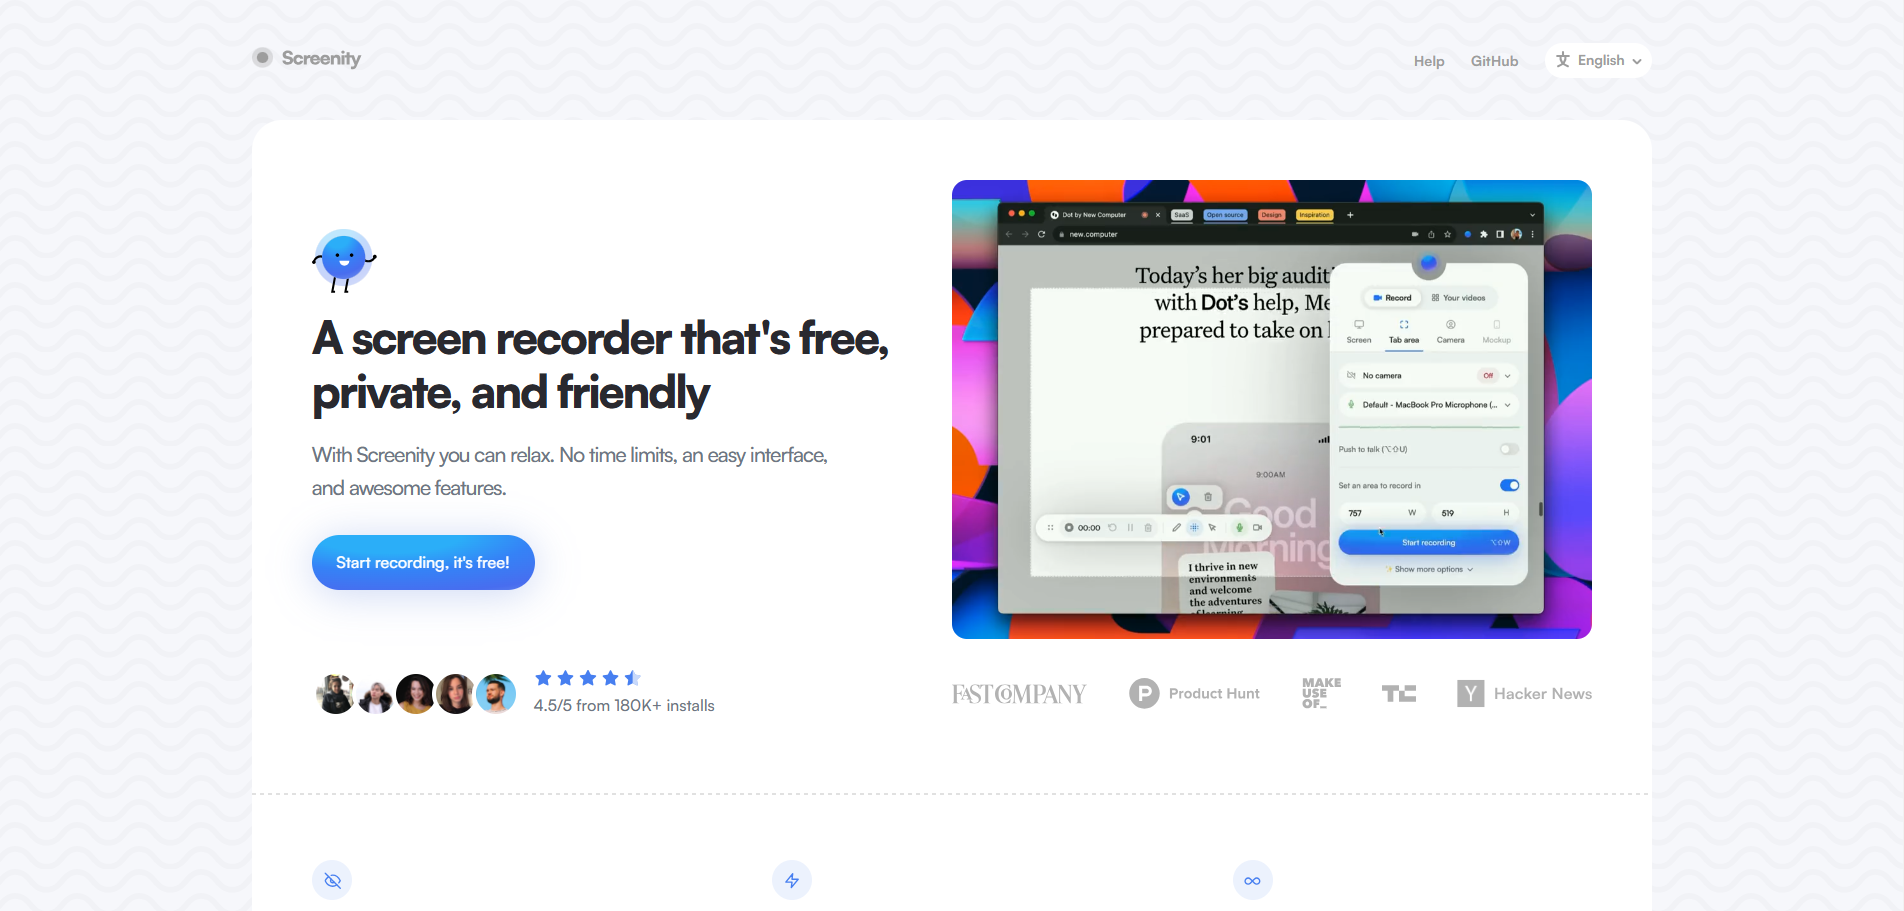 Screenity
Help
GitHub
English
A screen recorder that's free,
private, and friendly
With Screenity you can relax. No time limits, an easy interface,
and awesome features.
Start recording, it's free!
4.5/5 from 180K+ installs
Dot by New Computer
SaaS
Open source
Design
Inspiration
new.computer
Today's her big audit
with Dot's help, Me
prepared to take on
9:01
9:00AM
Good
Morning
00:00
I thrive in new
environments
and welcome
the adventures
of learning
Record
Your videos
Screen
Tab area
Camera
Mockup
No camera
Off
Default - MacBook Pro Microphone (...
Push to talk (⌥⇧U)
Set an area to record in
757 W
519 H
Start recording
⌥⇧W
Show more options
FAST COMPANY
P Product Hunt
MAKE
USE
OF_
TC
Y Hacker News